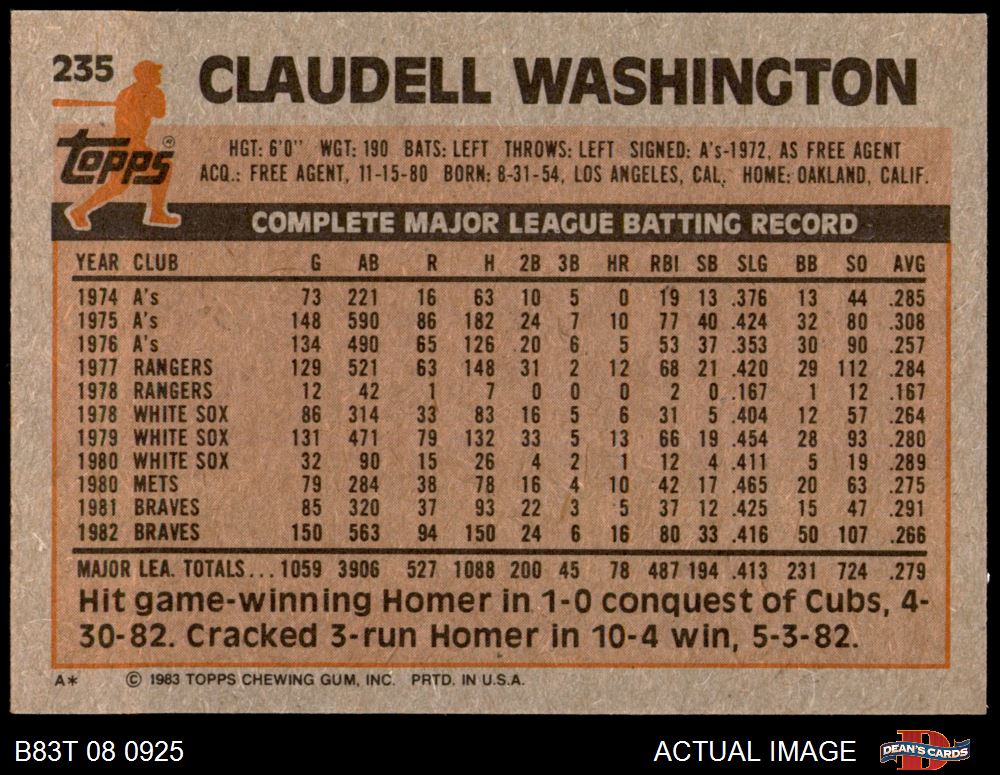 235 CLAUDELL WASHINGTON
Topps®
HGT: 6'0" WGT: 190 BATS: LEFT THROWS: LEFT SIGNED: A's-1972, AS FREE AGENT
ACQ.: FREE AGENT, 11-15-80 BORN: 8-31-54, LOS ANGELES, CAL. HOME: OAKLAND, CALIF.
COMPLETE MAJOR LEAGUE BATTING RECORD
YEAR CLUB G AB R H 2B 3B HR RBI SB SLG BB SO AVG
1974 A's 73 221 16 63 10 5 0 19 13 .376 13 44 .285
1975 A's 148 590 86 182 24 7 10 77 40 .424 32 80 .308
1976 A's 134 490 65 126 20 6 5 53 37 .353 30 90 .257
1977 RANGERS 129 521 63 148 31 2 12 68 21 .420 29 112 .284
1978 RANGERS 12 42 1 7 0 0 0 2 0 .167 1 12 .167
1978 WHITE SOX 86 314 33 83 16 5 6 31 5 .404 12 57 .264
1979 WHITE SOX 131 471 79 132 33 5 13 66 19 .454 28 93 .280
1980 WHITE SOX 32 90 15 26 4 2 1 12 4 .411 5 19 .289
1980 METS 79 284 38 78 16 4 10 42 17 .465 20 63 .275
1981 BRAVES 85 320 37 93 22 3 5 37 12 .425 15 47 .291
1982 BRAVES 150 563 94 150 24 6 16 80 33 .416 50 107 .266
MAJOR LEA. TOTALS... 1059 3906 527 1088 200 45 78 487 194 .413 231 724 .279
Hit game-winning Homer in 1-0 conquest of Cubs, 4-
30-82. Cracked 3-run Homer in 10-4 win, 5-3-82.
A* © 1983 TOPPS CHEWING GUM, INC. PRTD. IN U.S.A.
B83T 08 0925 ACTUAL IMAGE D DEAN'S CARDS